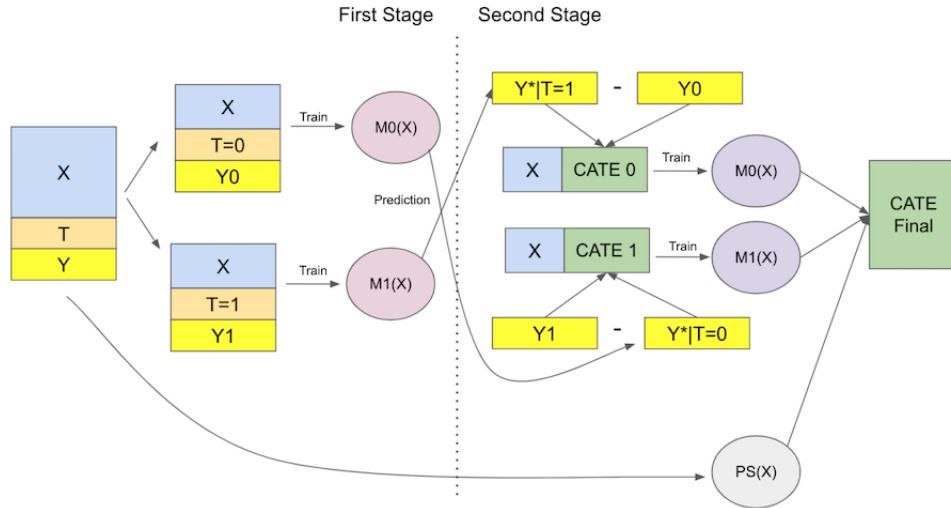 First Stage
Second Stage
X
T
Y
X
T=0
Y0
Train
M0(X)
X
T=1
Y1
Train
M1(X)
Prediction
Y*|T=1
-
Y0
X
CATE 0
Train
M0(X)
X
CATE 1
Train
M1(X)
Y1
-
Y*|T=0
PS(X)
CATE
Final